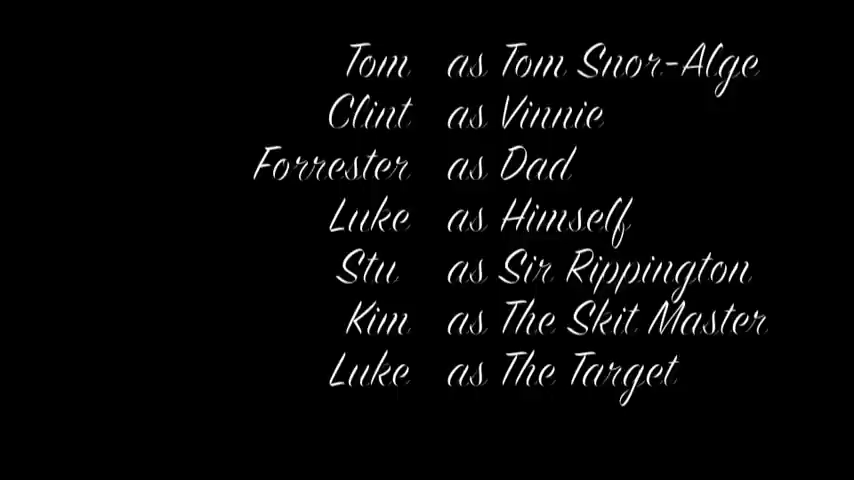 Tom as Tom Snor-Alge
Clint as Vinnie
Forrester as Dad
Luke as Himself
Stu as Sir Rippington
Kim as The Skit Master
Luke as The Target